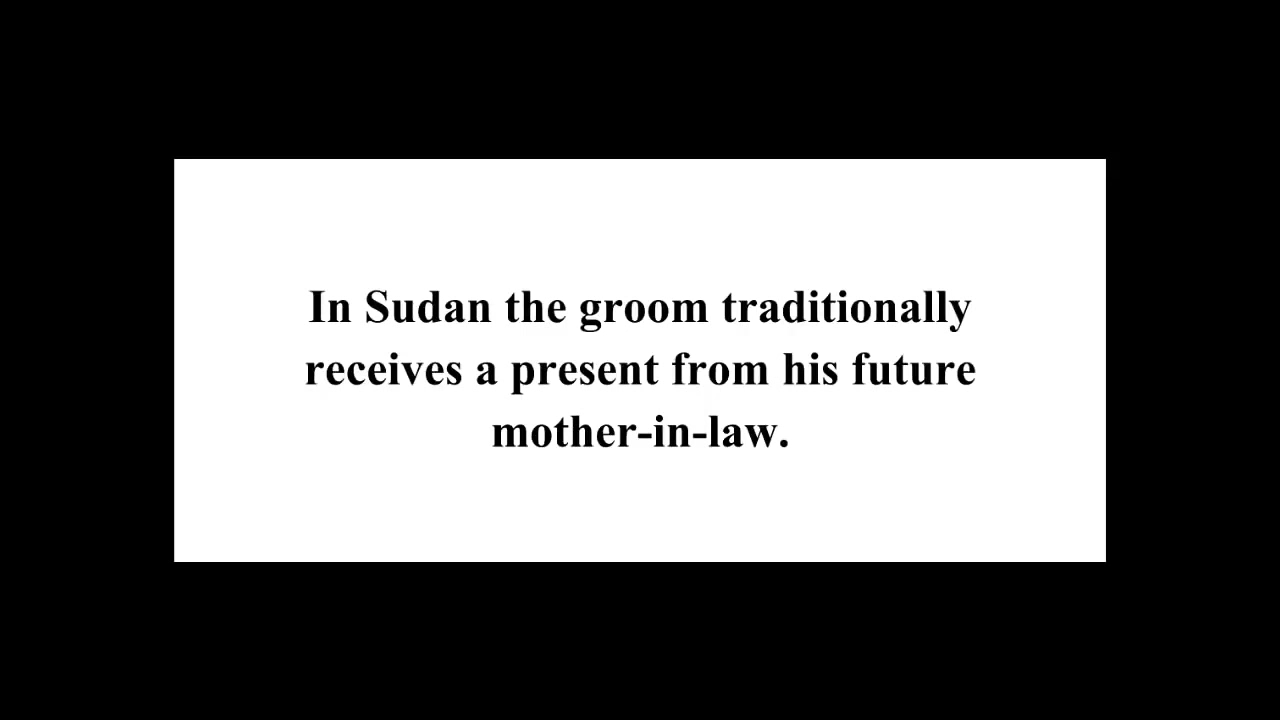 In Sudan the groom traditionally
receives a present from his future
mother-in-law.